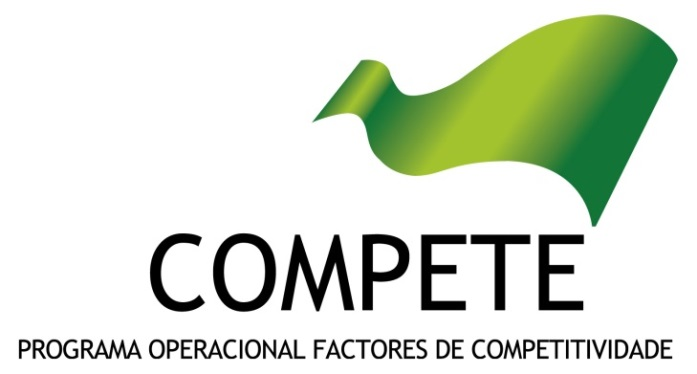 COMPETE
PROGRAMA OPERACIONAL FACTORES DE COMPETITIVIDADE